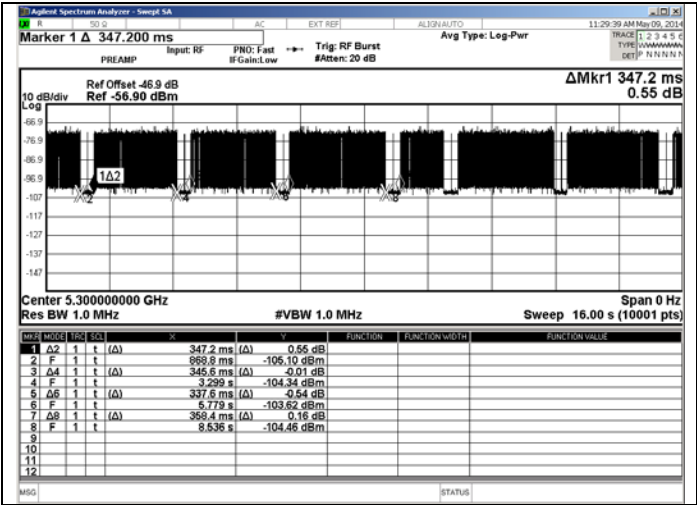 Agilent Spectrum Analyzer - Swept SA
R 50 Ω AC EXT REF ALIGN AUTO 11:29:39 AM May 09, 2014
Marker 1 Δ 347.200 ms
Input: RF
PREAMP
PNO: Fast
IFGain:Low
Trig: RF Burst
#Atten: 20 dB
Avg Type: Log-Pwr
TRACE 1 2 3 4 5 6
TYPE
DET P N N N N
ΔMkr1 347.2 ms
0.55 dB
Ref Offset -46.9 dB
10 dB/div Ref -56.90 dBm
Log
-66.9
-76.9
-86.9
-96.9
-107
-117
-127
-137
-147
1Δ2
2 4 6 8
Center 5.300000000 GHz Span 0 Hz
Res BW 1.0 MHz #VBW 1.0 MHz Sweep 16.00 s (10001 pts)
MKR MODE TRC SCL X Y FUNCTION FUNCTION WIDTH FUNCTION VALUE
1 Δ2 1 t (Δ) 347.2 ms (Δ) 0.55 dB
2 F 1 t 868.8 ms -105.10 dBm
3 Δ4 1 t (Δ) 345.6 ms (Δ) -0.01 dB
4 F 1 t 3.299 s -104.34 dBm
5 Δ6 1 t (Δ) 337.6 ms (Δ) -0.54 dB
6 F 1 t 5.779 s -103.62 dBm
7 Δ8 1 t (Δ) 358.4 ms (Δ) 0.16 dB
8 F 1 t 8.536 s -104.46 dBm
9
10
11
12
MSG STATUS